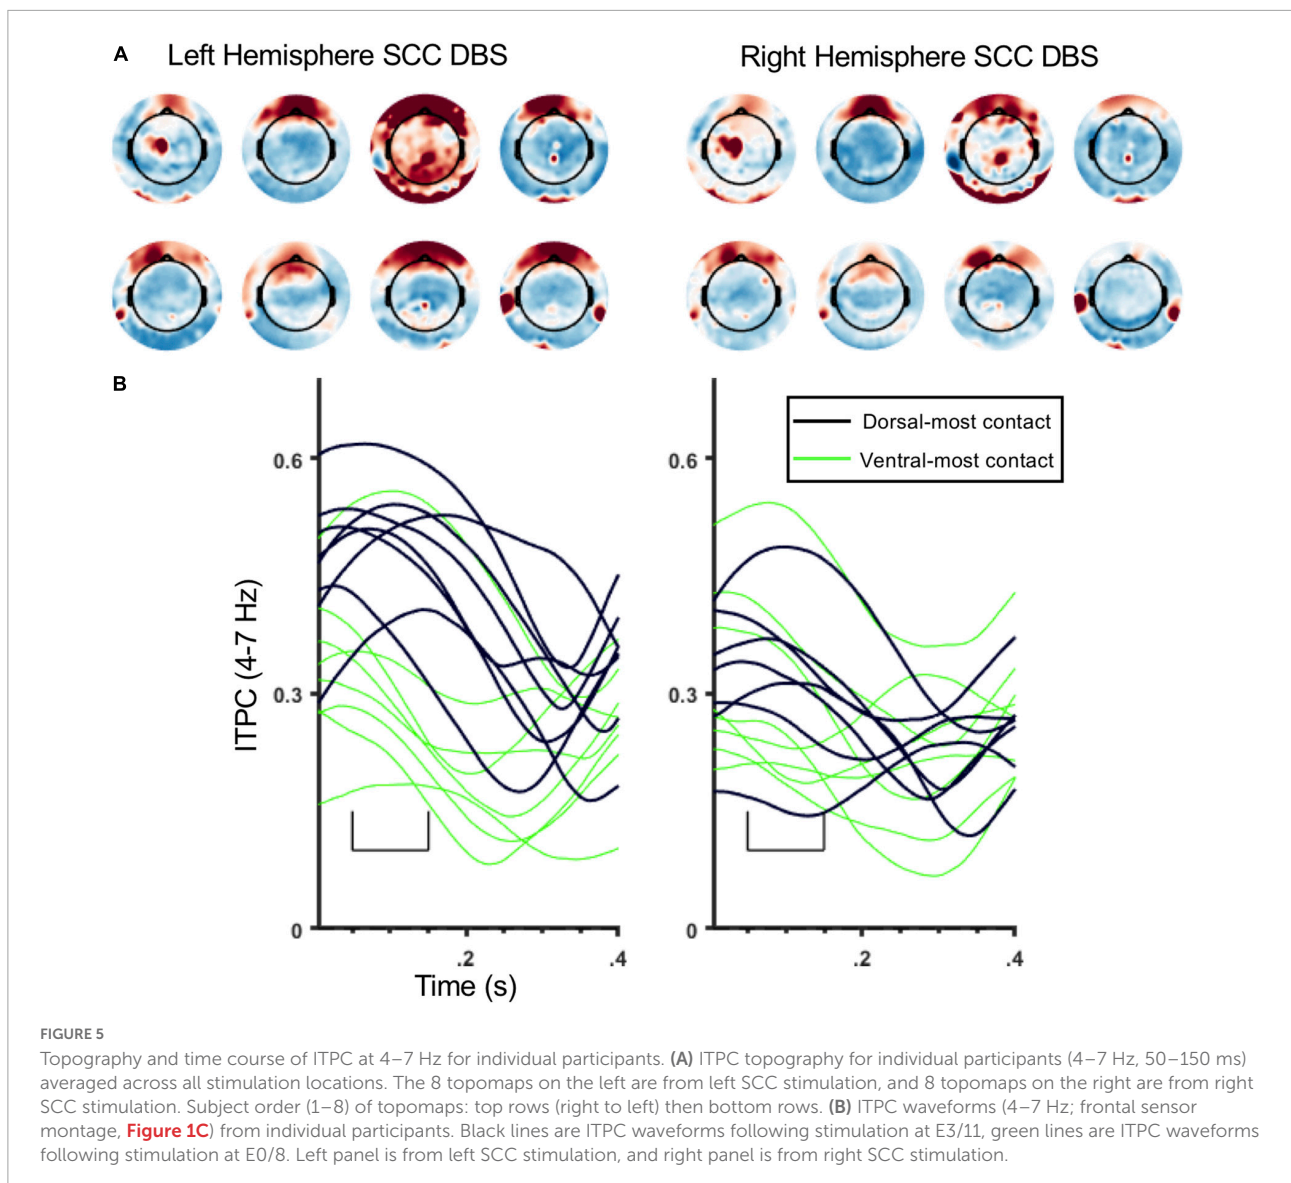 A
Left Hemisphere SCC DBS
Right Hemisphere SCC DBS
B
Dorsal-most contact
Ventral-most contact
0.6
0.3
0
.2
.4
0.6
0.3
0
.2
.4
ITPC (4-7 Hz)
Time (s)
FIGURE 5
Topography and time course of ITPC at 4–7 Hz for individual participants. (A) ITPC topography for individual participants (4–7 Hz, 50–150 ms)
averaged across all stimulation locations. The 8 topomaps on the left are from left SCC stimulation, and 8 topomaps on the right are from right
SCC stimulation. Subject order (1–8) of topomaps: top rows (right to left) then bottom rows. (B) ITPC waveforms (4–7 Hz; frontal sensor
montage, Figure 1C) from individual participants. Black lines are ITPC waveforms following stimulation at E3/11, green lines are ITPC waveforms
following stimulation at E0/8. Left panel is from left SCC stimulation, and right panel is from right SCC stimulation.